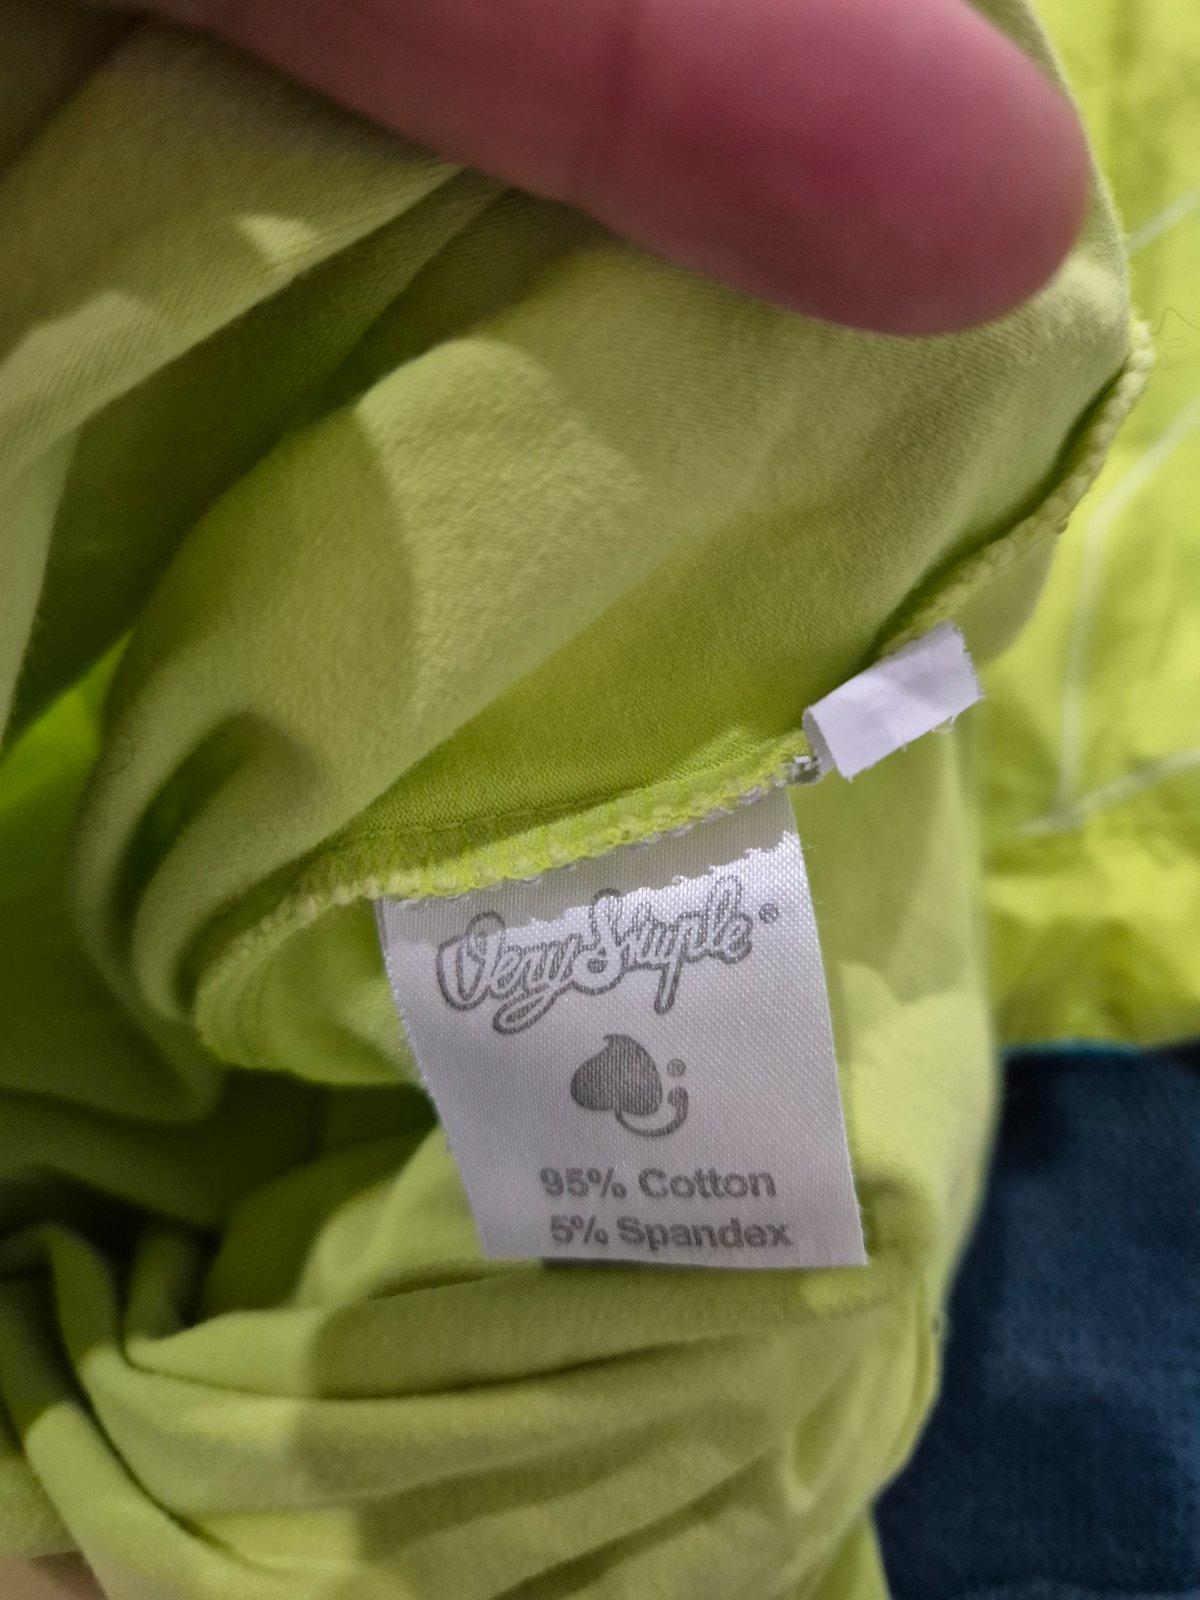 Very Simple®
®
95% Cotton
5% Spandex